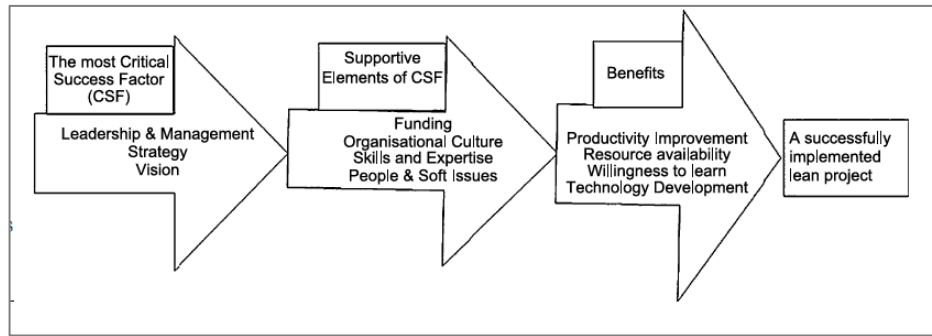 The most Critical
Success Factor
(CSF)
Leadership & Management
Strategy
Vision
Supportive
Elements of CSF
Funding
Organisational Culture
Skills and Expertise
People & Soft Issues
Benefits
Productivity Improvement
Resource availability
Willingness to learn
Technology Development
A successfully
implemented
lean project